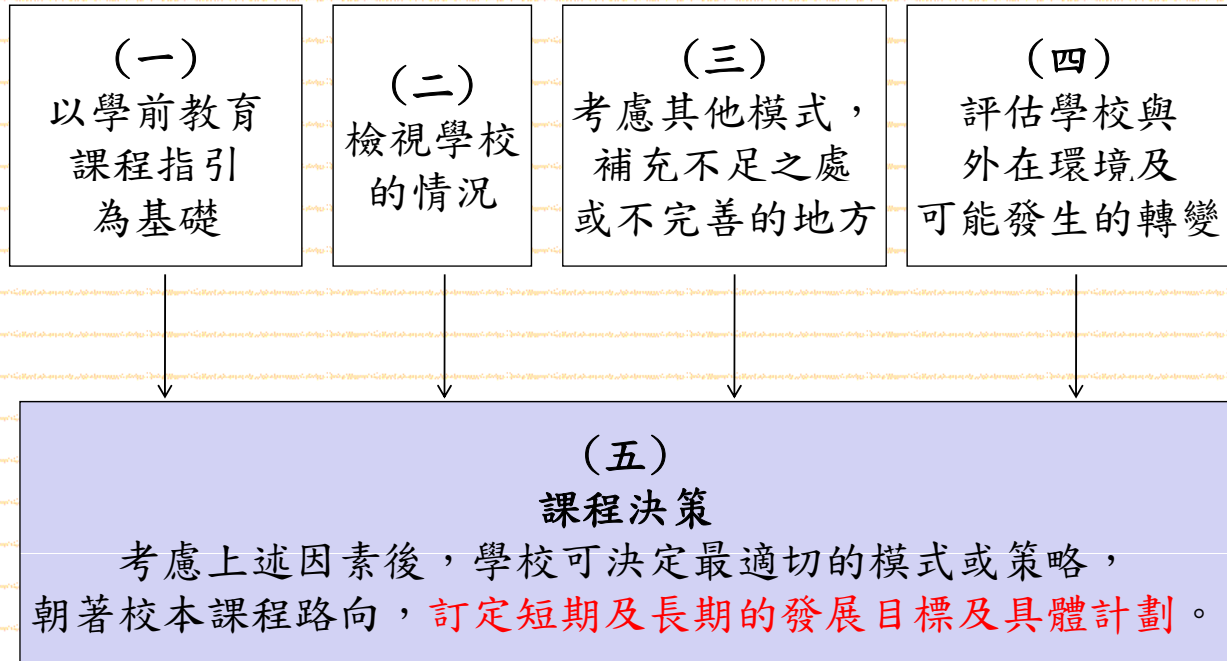 (一)
以學前教育
課程指引
為基礎
(二)
檢視學校
的情況
(三)
考慮其他模式，
補充不足之處
或不完善的地方
(四)
評估學校與
外在環境及
可能發生的轉變
(五)
課程決策
考慮上述因素後，學校可決定最適切的模式或策略，
朝著校本課程路向，訂定短期及長期的發展目標及具體計劃。